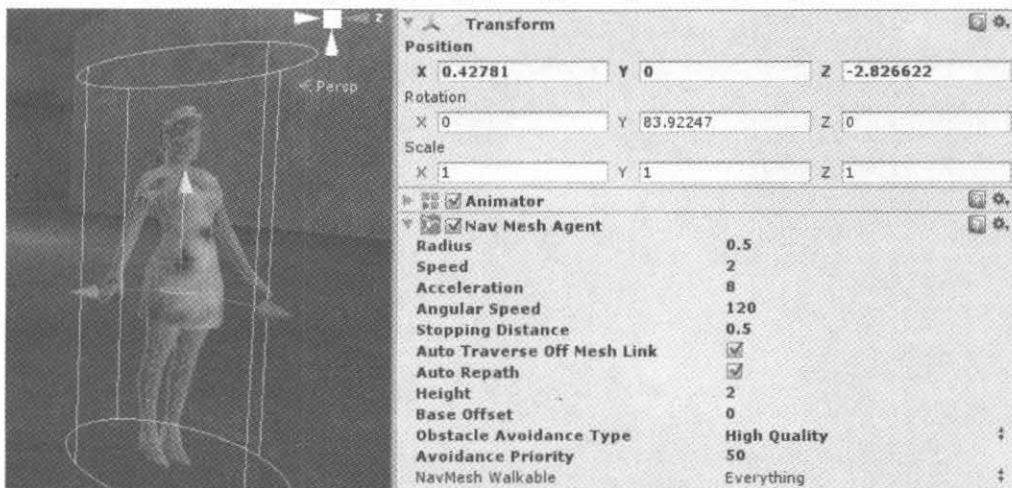 z
Persp
Transform
Position
X 0.42781 Y 0 Z -2.826622
Rotation
X 0 Y 83.92247 Z 0
Scale
X 1 Y 1 Z 1
Animator
Nav Mesh Agent
Radius 0.5
Speed 2
Acceleration 8
Angular Speed 120
Stopping Distance 0.5
Auto Traverse Off Mesh Link
Auto Repath
Height 2
Base Offset 0
Obstacle Avoidance Type High Quality
Avoidance Priority 50
NavMesh Walkable Everything